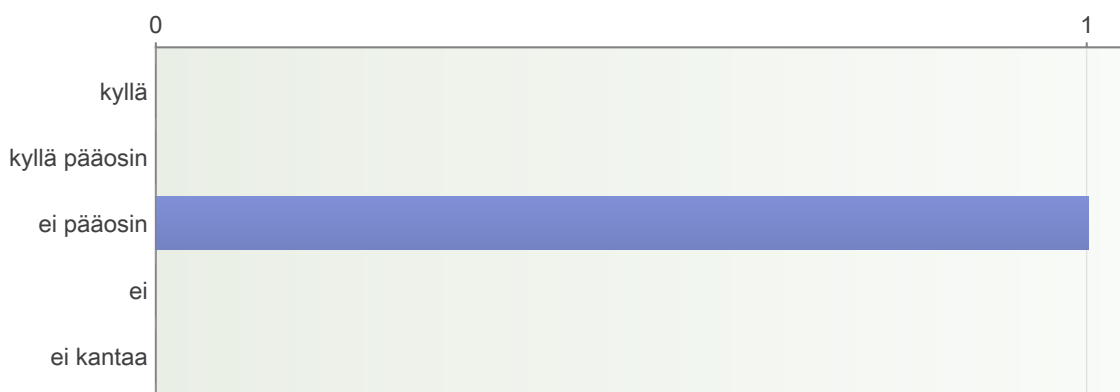 0 1
kyllä
kyllä pääosin
ei pääosin
ei
ei kantaa